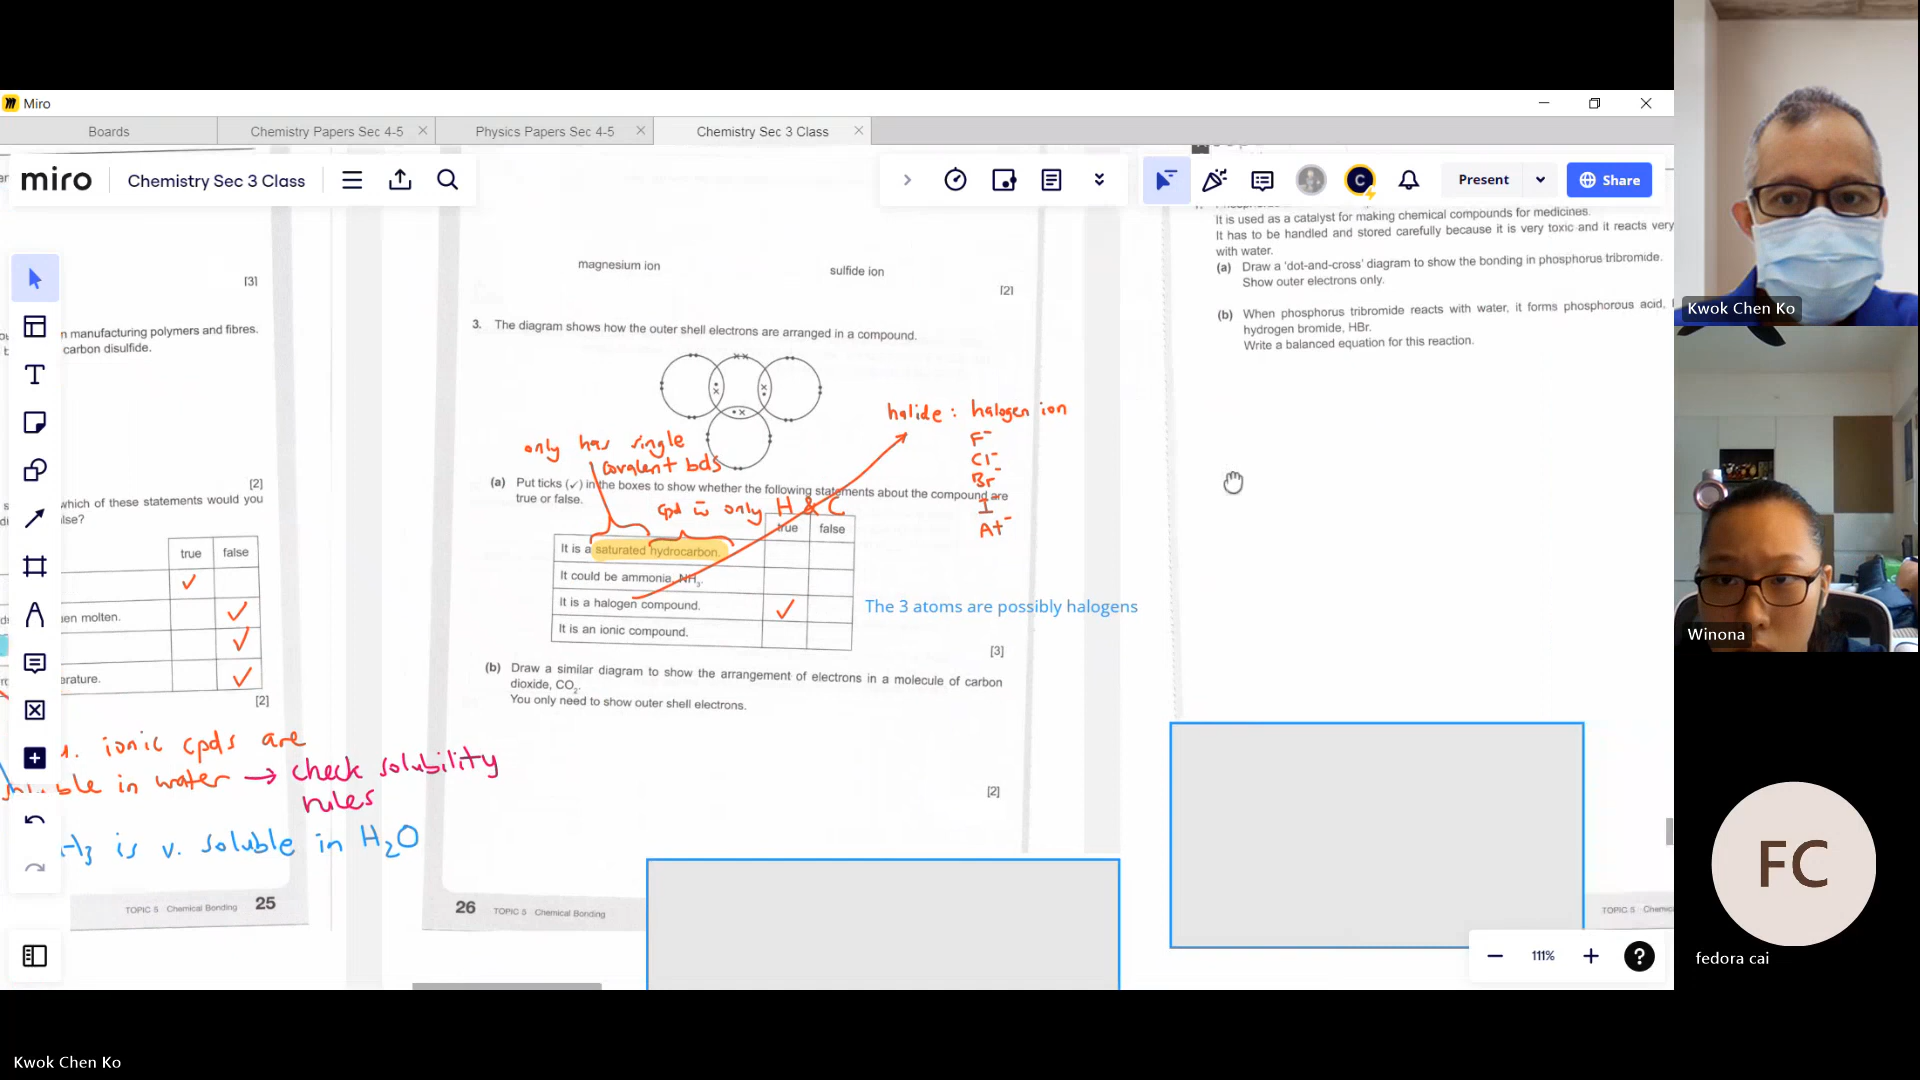 Miro
Boards
Chemistry Papers Sec 4-5
Physics Papers Sec 4-5
Chemistry Sec 3 Class
miro
Chemistry Sec 3 Class
Present
Share
[3]
n manufacturing polymers and fibres.
carbon disulfide.
[2]
which of these statements would you
lse?
true false
en molten.
erature.
[2]
ionic cpds are
in water → check solubility
rules
is v. soluble in H₂O
TOPIC 5 Chemical Bonding 25
magnesium ion
sulfide ion
[2]
3. The diagram shows how the outer shell electrons are arranged in a compound.
halide : halogen ion
F⁻
Cl⁻
Br⁻
I⁻
At⁻
only has single
covalent bds
(a) Put ticks (✓) in the boxes to show whether the following statements about the compound are
true or false.
cpd w̄ only H & C
true false
It is a saturated hydrocarbon.
It could be ammonia, NH₃.
It is a halogen compound. ✓
The 3 atoms are possibly halogens
It is an ionic compound.
[3]
(b) Draw a similar diagram to show the arrangement of electrons in a molecule of carbon
dioxide, CO₂.
You only need to show outer shell electrons.
[2]
26 TOPIC 5 Chemical Bonding
It is used as a catalyst for making chemical compounds for medicines.
It has to be handled and stored carefully because it is very toxic and it reacts very
with water.
(a) Draw a 'dot-and-cross' diagram to show the bonding in phosphorus tribromide.
Show outer electrons only.
(b) When phosphorus tribromide reacts with water, it forms phosphorous acid,
hydrogen bromide, HBr.
Write a balanced equation for this reaction.
TOPIC 5
111%
Kwok Chen Ko
Winona
FC
fedora cai
Kwok Chen Ko